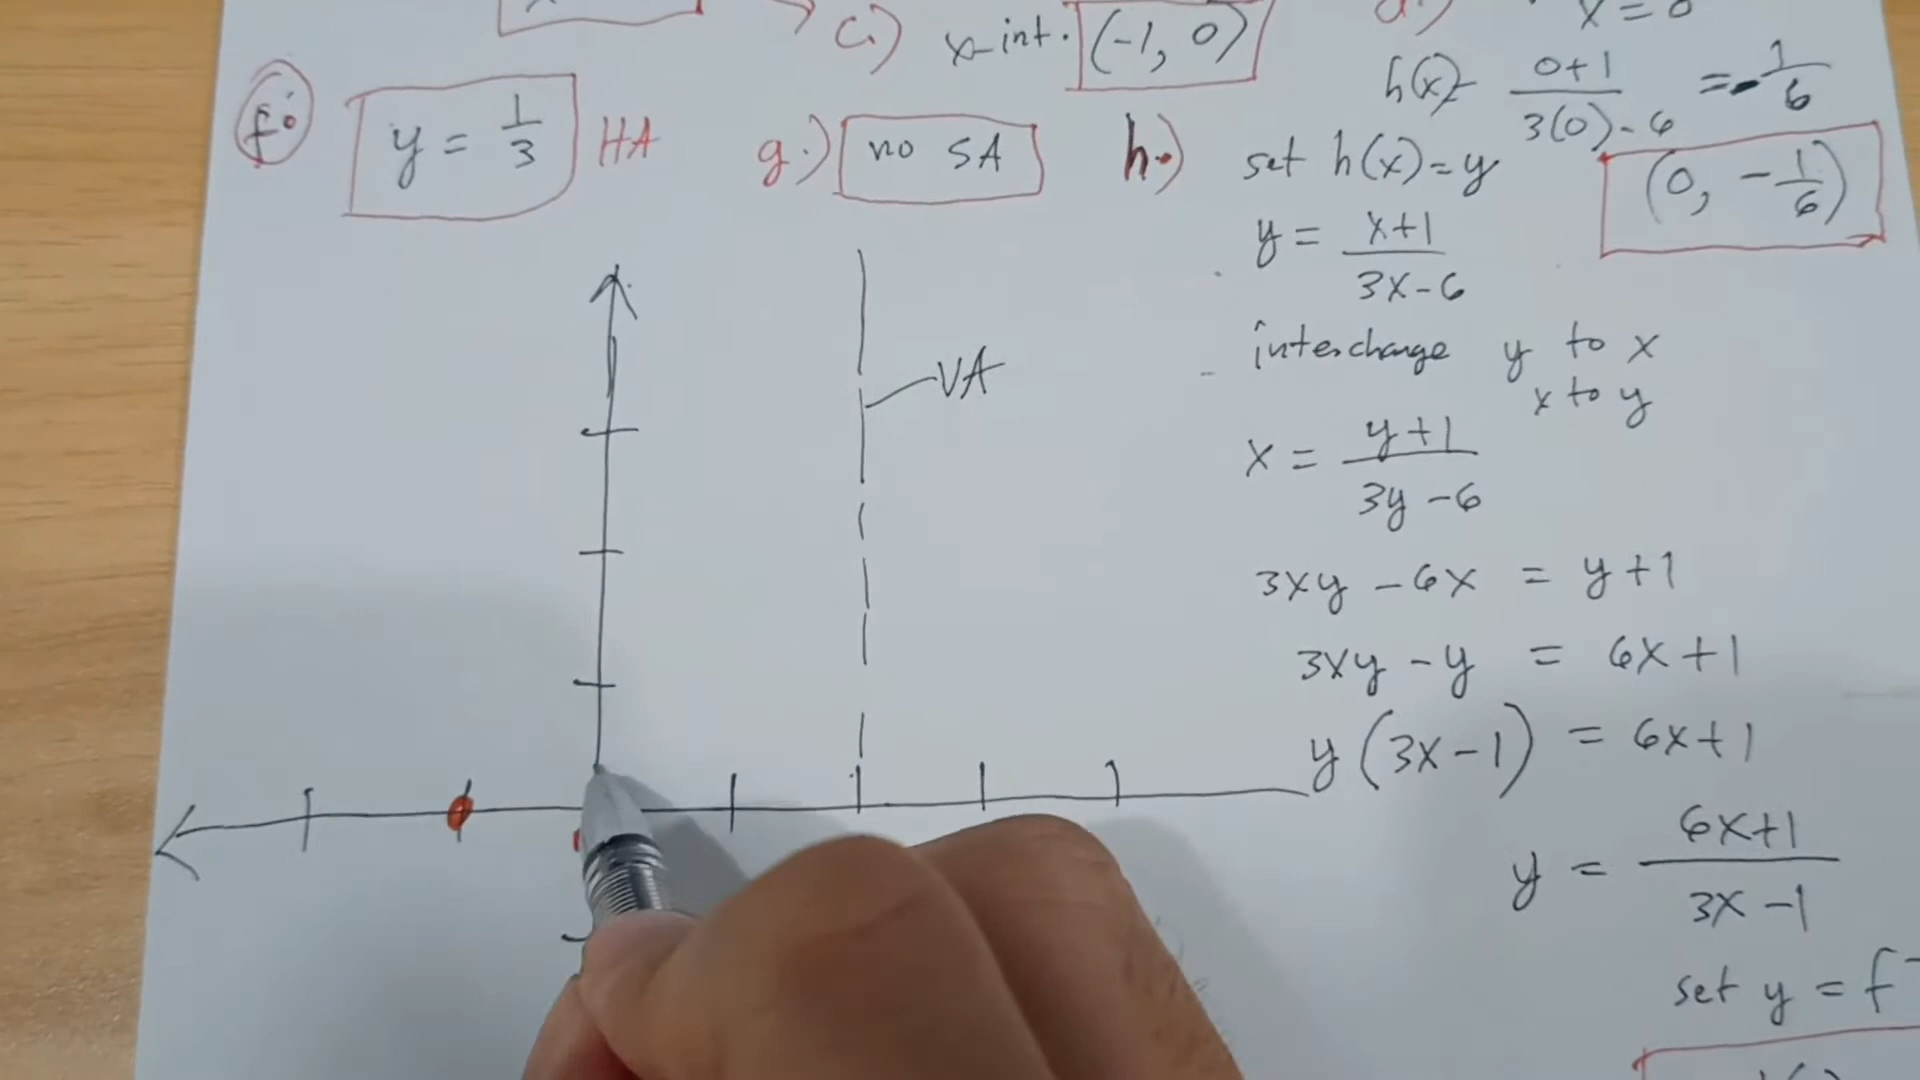 c.) x-int. (-1, 0)
d.) x = 0
h(x)= 0+1 / 3(0)-6 = -1/6
(0, -1/6)
f. y = 1/3 HA
g.) no SA
h.) set h(x)=y
y = x+1 / 3x-6
interchange y to x
x to y
x = y+1 / 3y-6
3xy - 6x = y+1
3xy - y = 6x+1
y(3x-1) = 6x+1
y = 6x+1 / 3x-1
set y = f-
VA